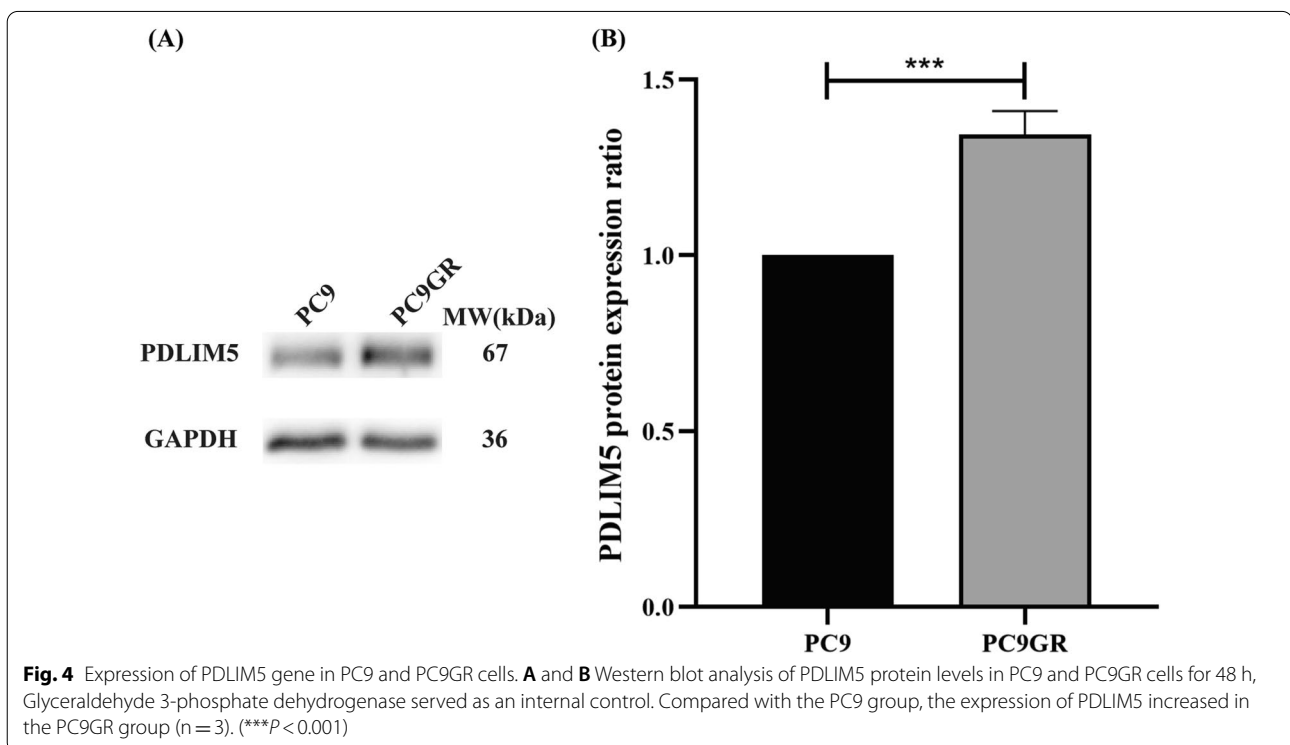 (A)
PC9
PC9GR
MW(kDa)
PDLIM5
67
GAPDH
36
(B)
***
PDLIM5 protein expression ratio
1.5
1.0
0.5
0.0
PC9
PC9GR
Fig. 4 Expression of PDLIM5 gene in PC9 and PC9GR cells. A and B Western blot analysis of PDLIM5 protein levels in PC9 and PC9GR cells for 48 h,
Glyceraldehyde 3-phosphate dehydrogenase served as an internal control. Compared with the PC9 group, the expression of PDLIM5 increased in
the PC9GR group (n = 3). (***P < 0.001)